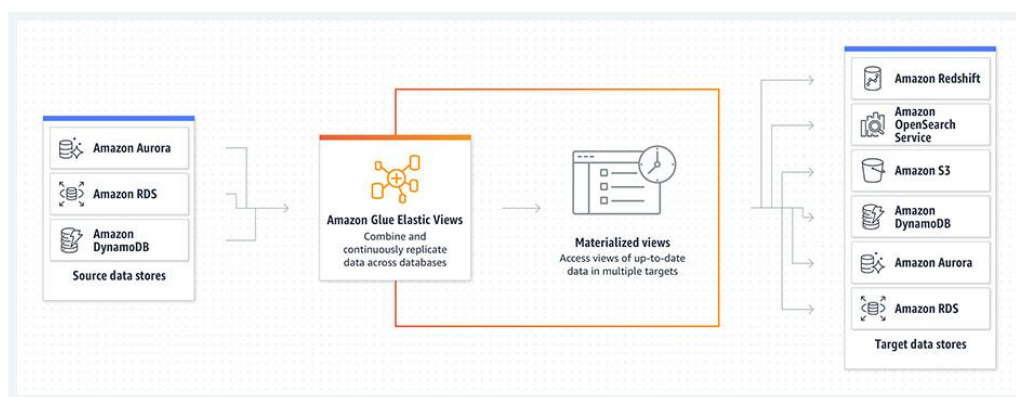 Amazon Aurora
Amazon RDS
Amazon
DynamoDB
Source data stores
Amazon Glue Elastic Views
Combine and
continuously replicate
data across databases
Materialized views
Access views of up-to-date
data in multiple targets
Amazon Redshift
Amazon
OpenSearch
Service
Amazon S3
Amazon
DynamoDB
Amazon Aurora
Amazon RDS
Target data stores